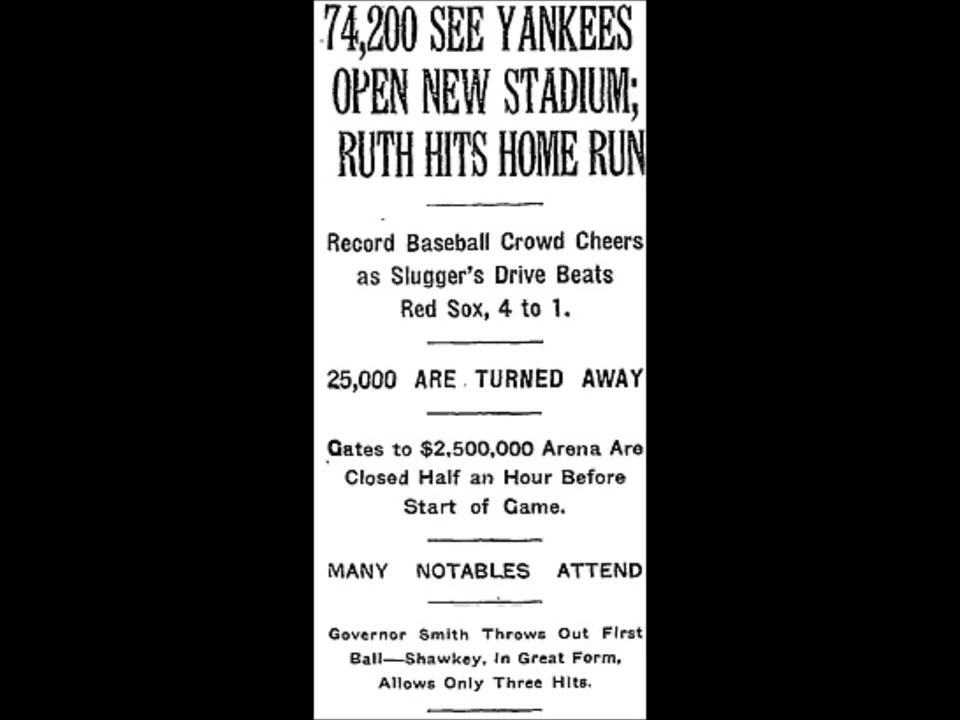 74,200 SEE YANKEES
OPEN NEW STADIUM;
RUTH HITS HOME RUN
Record Baseball Crowd Cheers
as Slugger's Drive Beats
Red Sox, 4 to 1.
25,000 ARE TURNED AWAY
Gates to $2,500,000 Arena Are
Closed Half an Hour Before
Start of Game.
MANY NOTABLES ATTEND
Governor Smith Throws Out First
Ball—Shawkey, in Great Form,
Allows Only Three Hits.